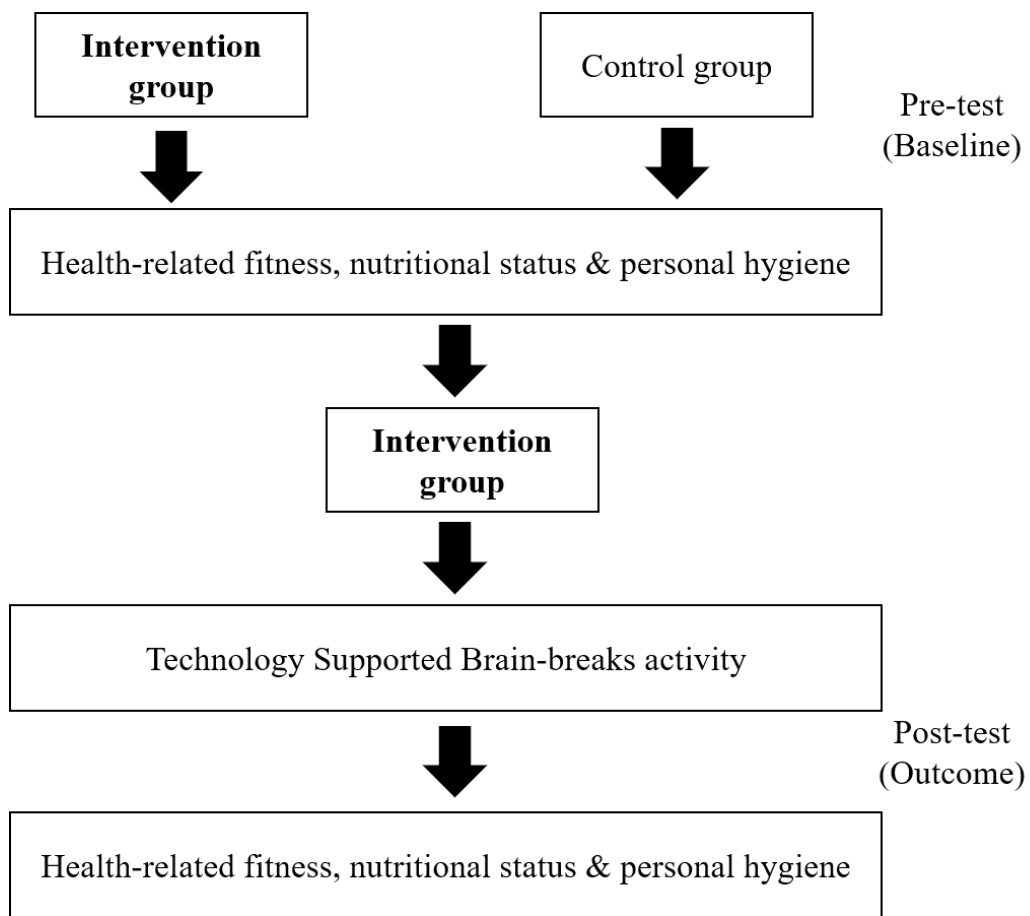 Intervention
group
Control group
Pre-test
(Baseline)
Health-related fitness, nutritional status & personal hygiene
Intervention
group
Technology Supported Brain-breaks activity
Post-test
(Outcome)
Health-related fitness, nutritional status & personal hygiene